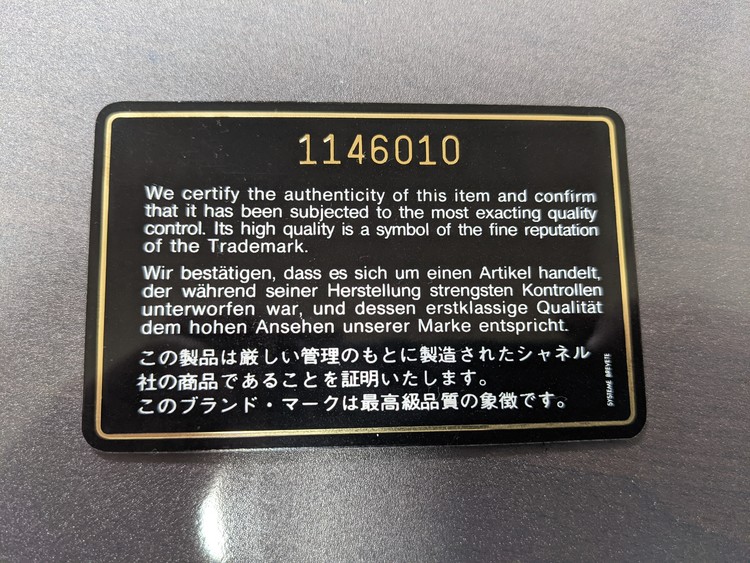 1146010
We certify the authenticity of this item and confirm
that it has been subjected to the most exacting quality
control. Its high quality is a symbol of the fine reputation
of the Trademark.
Wir bestätigen, dass es sich um einen Artikel handelt,
der während seiner Herstellung strengsten Kontrollen
unterworfen war, und dessen erstklassige Qualität
dem hohen Ansehen unserer Marke entspricht.
この製品は厳しい管理のもとに製造されたシャネル
社の商品であることを証明いたします。
このブランド・マークは最高級品質の象徴です。
SYSTEME BREVETE